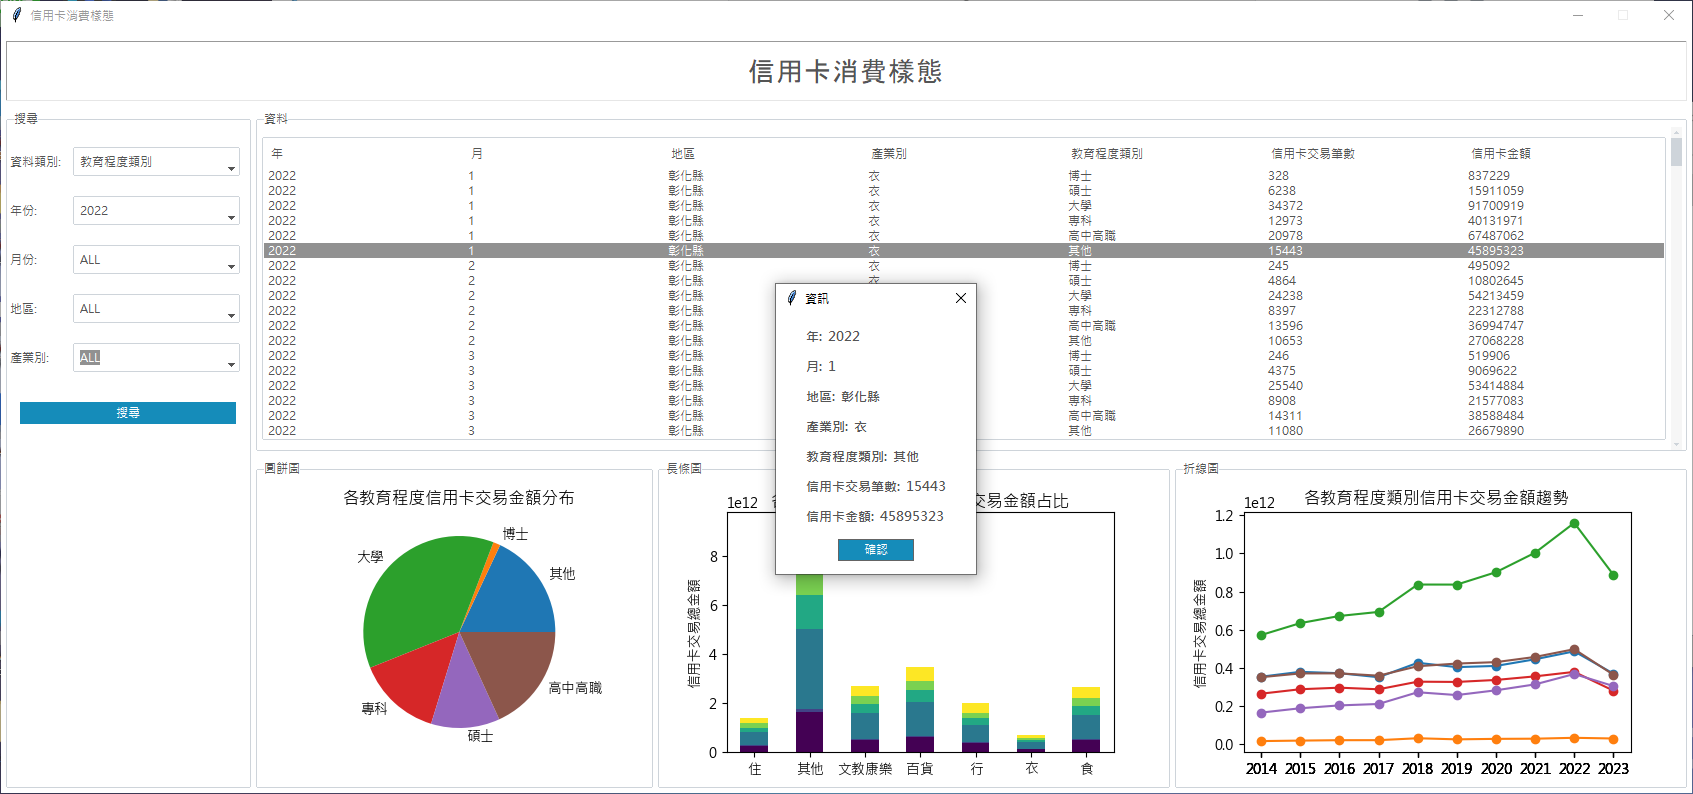 信用卡消費樣態
信用卡消費樣態
搜尋
資料類別: 教育程度類別
年份: 2022
月份: ALL
地區: ALL
產業別: ALL
搜尋
資料
年 月 地區 產業別 教育程度類別 信用卡交易筆數 信用卡金額
2022 1 彰化縣 衣 博士 328 837229
2022 1 彰化縣 衣 碩士 6238 15911059
2022 1 彰化縣 衣 大學 34372 91700919
2022 1 彰化縣 衣 專科 12973 40131971
2022 1 彰化縣 衣 高中高職 20978 67487062
2022 1 彰化縣 衣 其他 15443 45895323
2022 2 彰化縣 衣 博士 245 495092
2022 2 彰化縣 衣 碩士 4864 10802645
2022 2 彰化縣 大學 24238 54213459
2022 2 彰化縣 專科 8397 22312788
2022 2 彰化縣 高中高職 13596 36994747
2022 2 彰化縣 其他 10653 27068228
2022 3 彰化縣 博士 246 519906
2022 3 彰化縣 碩士 4375 9069622
2022 3 彰化縣 大學 25540 53414884
2022 3 彰化縣 專科 8908 21577083
2022 3 彰化縣 高中高職 14311 38588484
2022 3 彰化縣 其他 11080 26679890
資訊
年: 2022
月: 1
地區: 彰化縣
產業別: 衣
教育程度類別: 其他
信用卡交易筆數: 15443
信用卡金額: 45895323
確認
圓餅圖
各教育程度信用卡交易金額分布
博士
大學
其他
高中高職
專科
碩士
長條圖
1e12
交易金額占比
信用卡交易總金額
8
6
4
2
0
住 其他 文教康樂 百貨 行 衣 食
折線圖
各教育程度類別信用卡交易金額趨勢
1e12
信用卡交易總金額
1.2
1.0
0.8
0.6
0.4
0.2
0.0
2014 2015 2016 2017 2018 2019 2020 2021 2022 2023